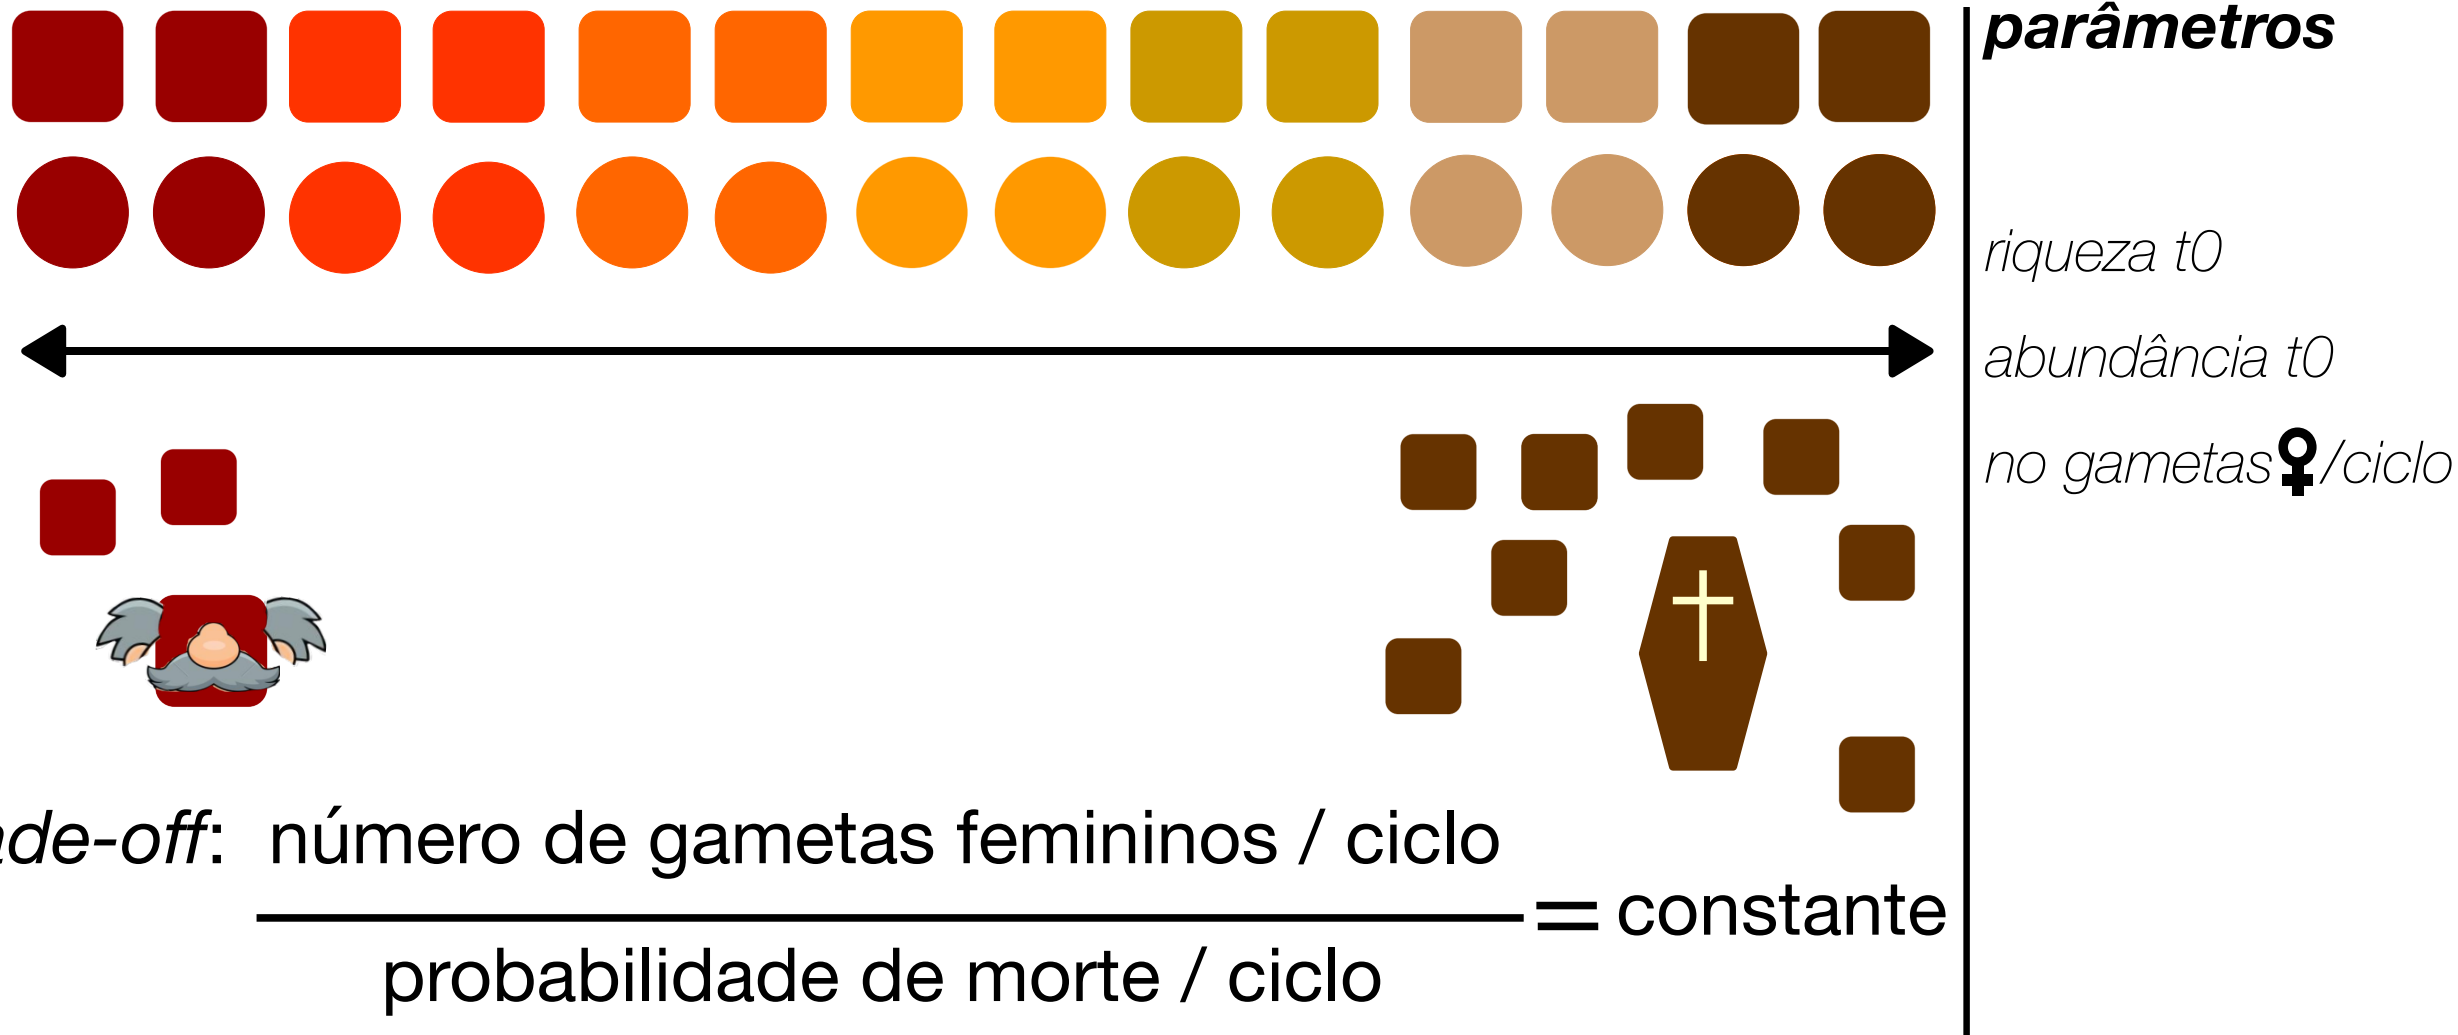 parâmetros
riqueza t0
abundância t0
no gametas♀/ciclo
ade-off: número de gametas femininos / ciclo
= constante
probabilidade de morte / ciclo